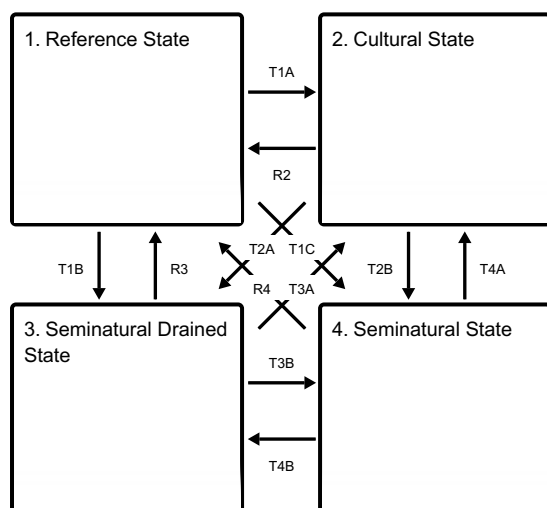 1. Reference State
2. Cultural State
T1A
R2
T2A
T1C
T1B
R3
R4
T3A
T2B
T4A
3. Seminatural Drained
State
4. Seminatural State
T3B
T4B